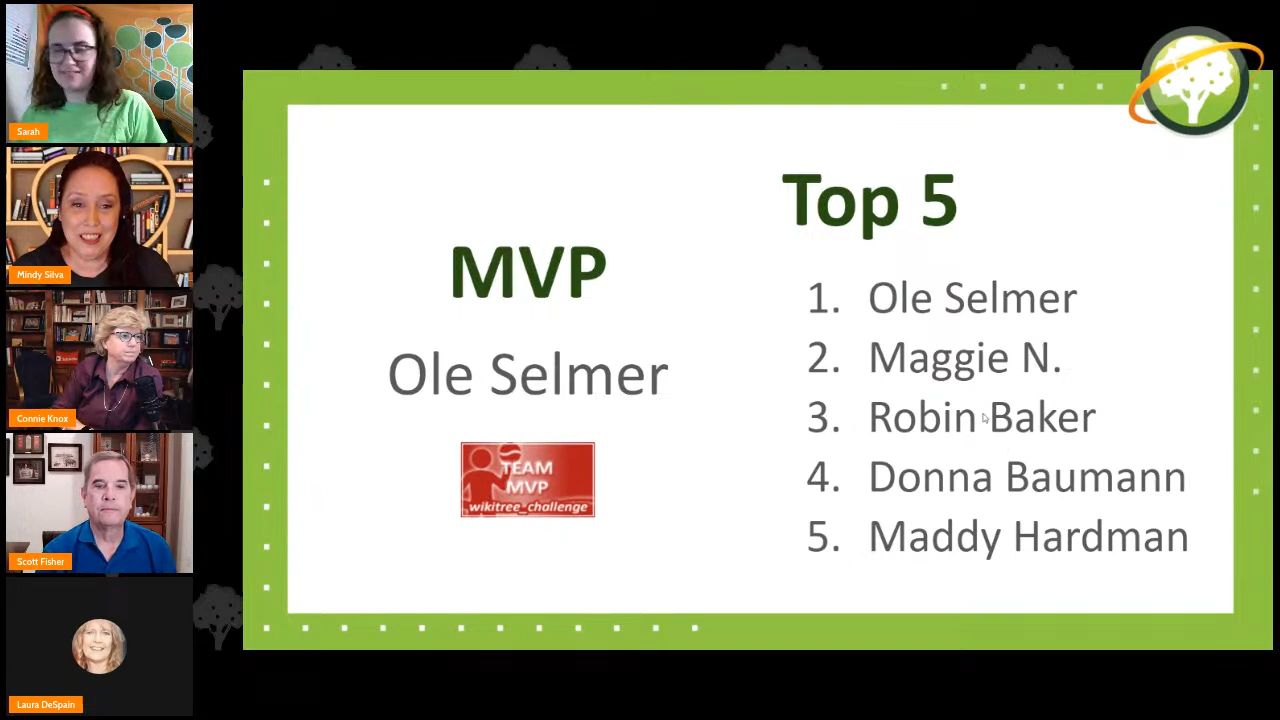 Sarah
Mindy Silva
Connie Knox
Scott Fisher
Laura DeSpain
MVP
Ole Selmer
TEAM
MVP
wikitree_challenge
Top 5
1. Ole Selmer
2. Maggie N.
3. Robin Baker
4. Donna Baumann
5. Maddy Hardman